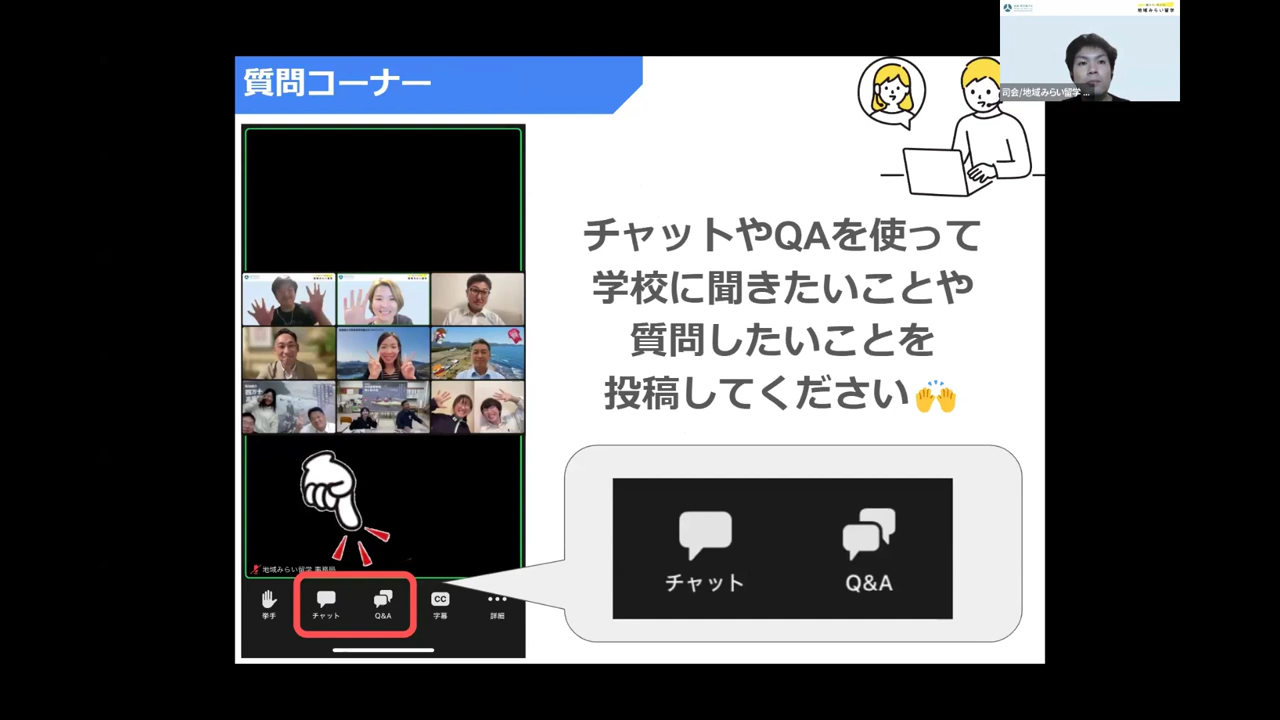 地域みらい留学
司会/地域みらい留学 ...
質問コーナー
チャットやQAを使って
学校に聞きたいことや
質問したいことを
投稿してください🙌
地域みらい留学 事務局
挙手
チャット
Q&A
CC
字幕
詳細
チャット
Q&A